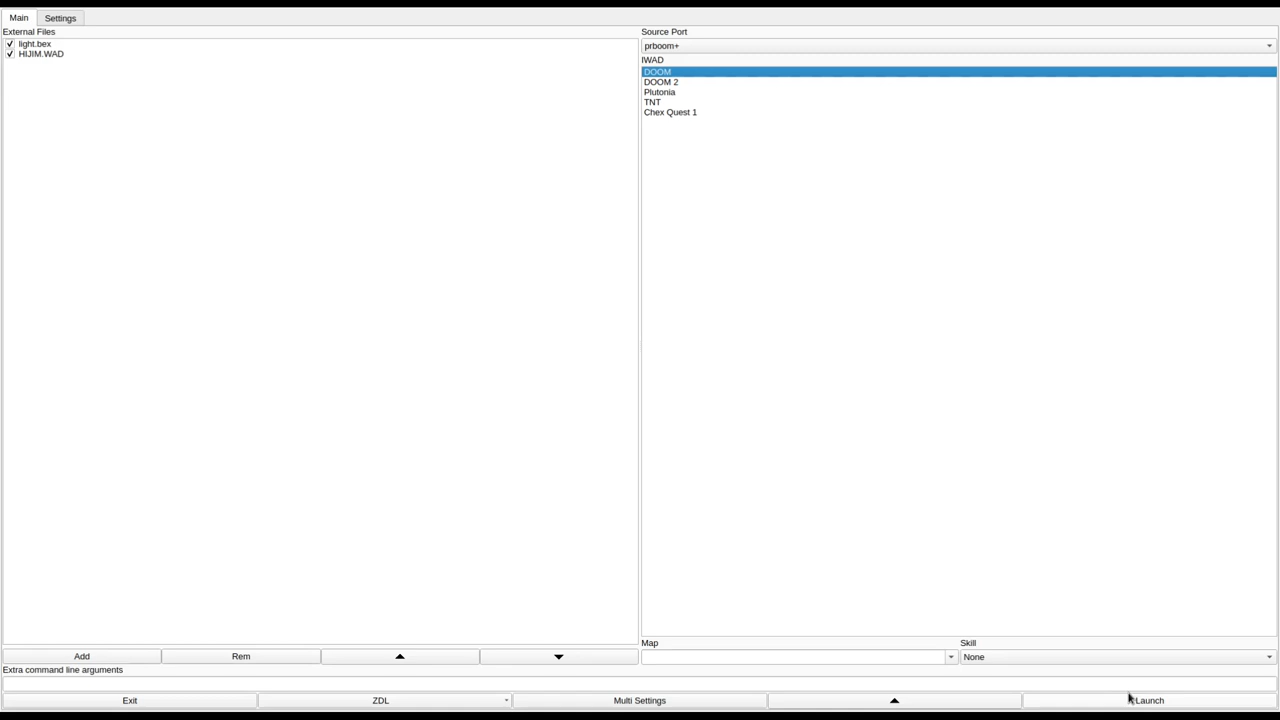 Main
Settings
External Files
light.bex
HIJIM.WAD
Source Port
prboom+
IWAD
DOOM
DOOM 2
Plutonia
TNT
Chex Quest 1
Map
Skill
None
Add
Rem
Extra command line arguments
Exit
ZDL
Multi Settings
Launch